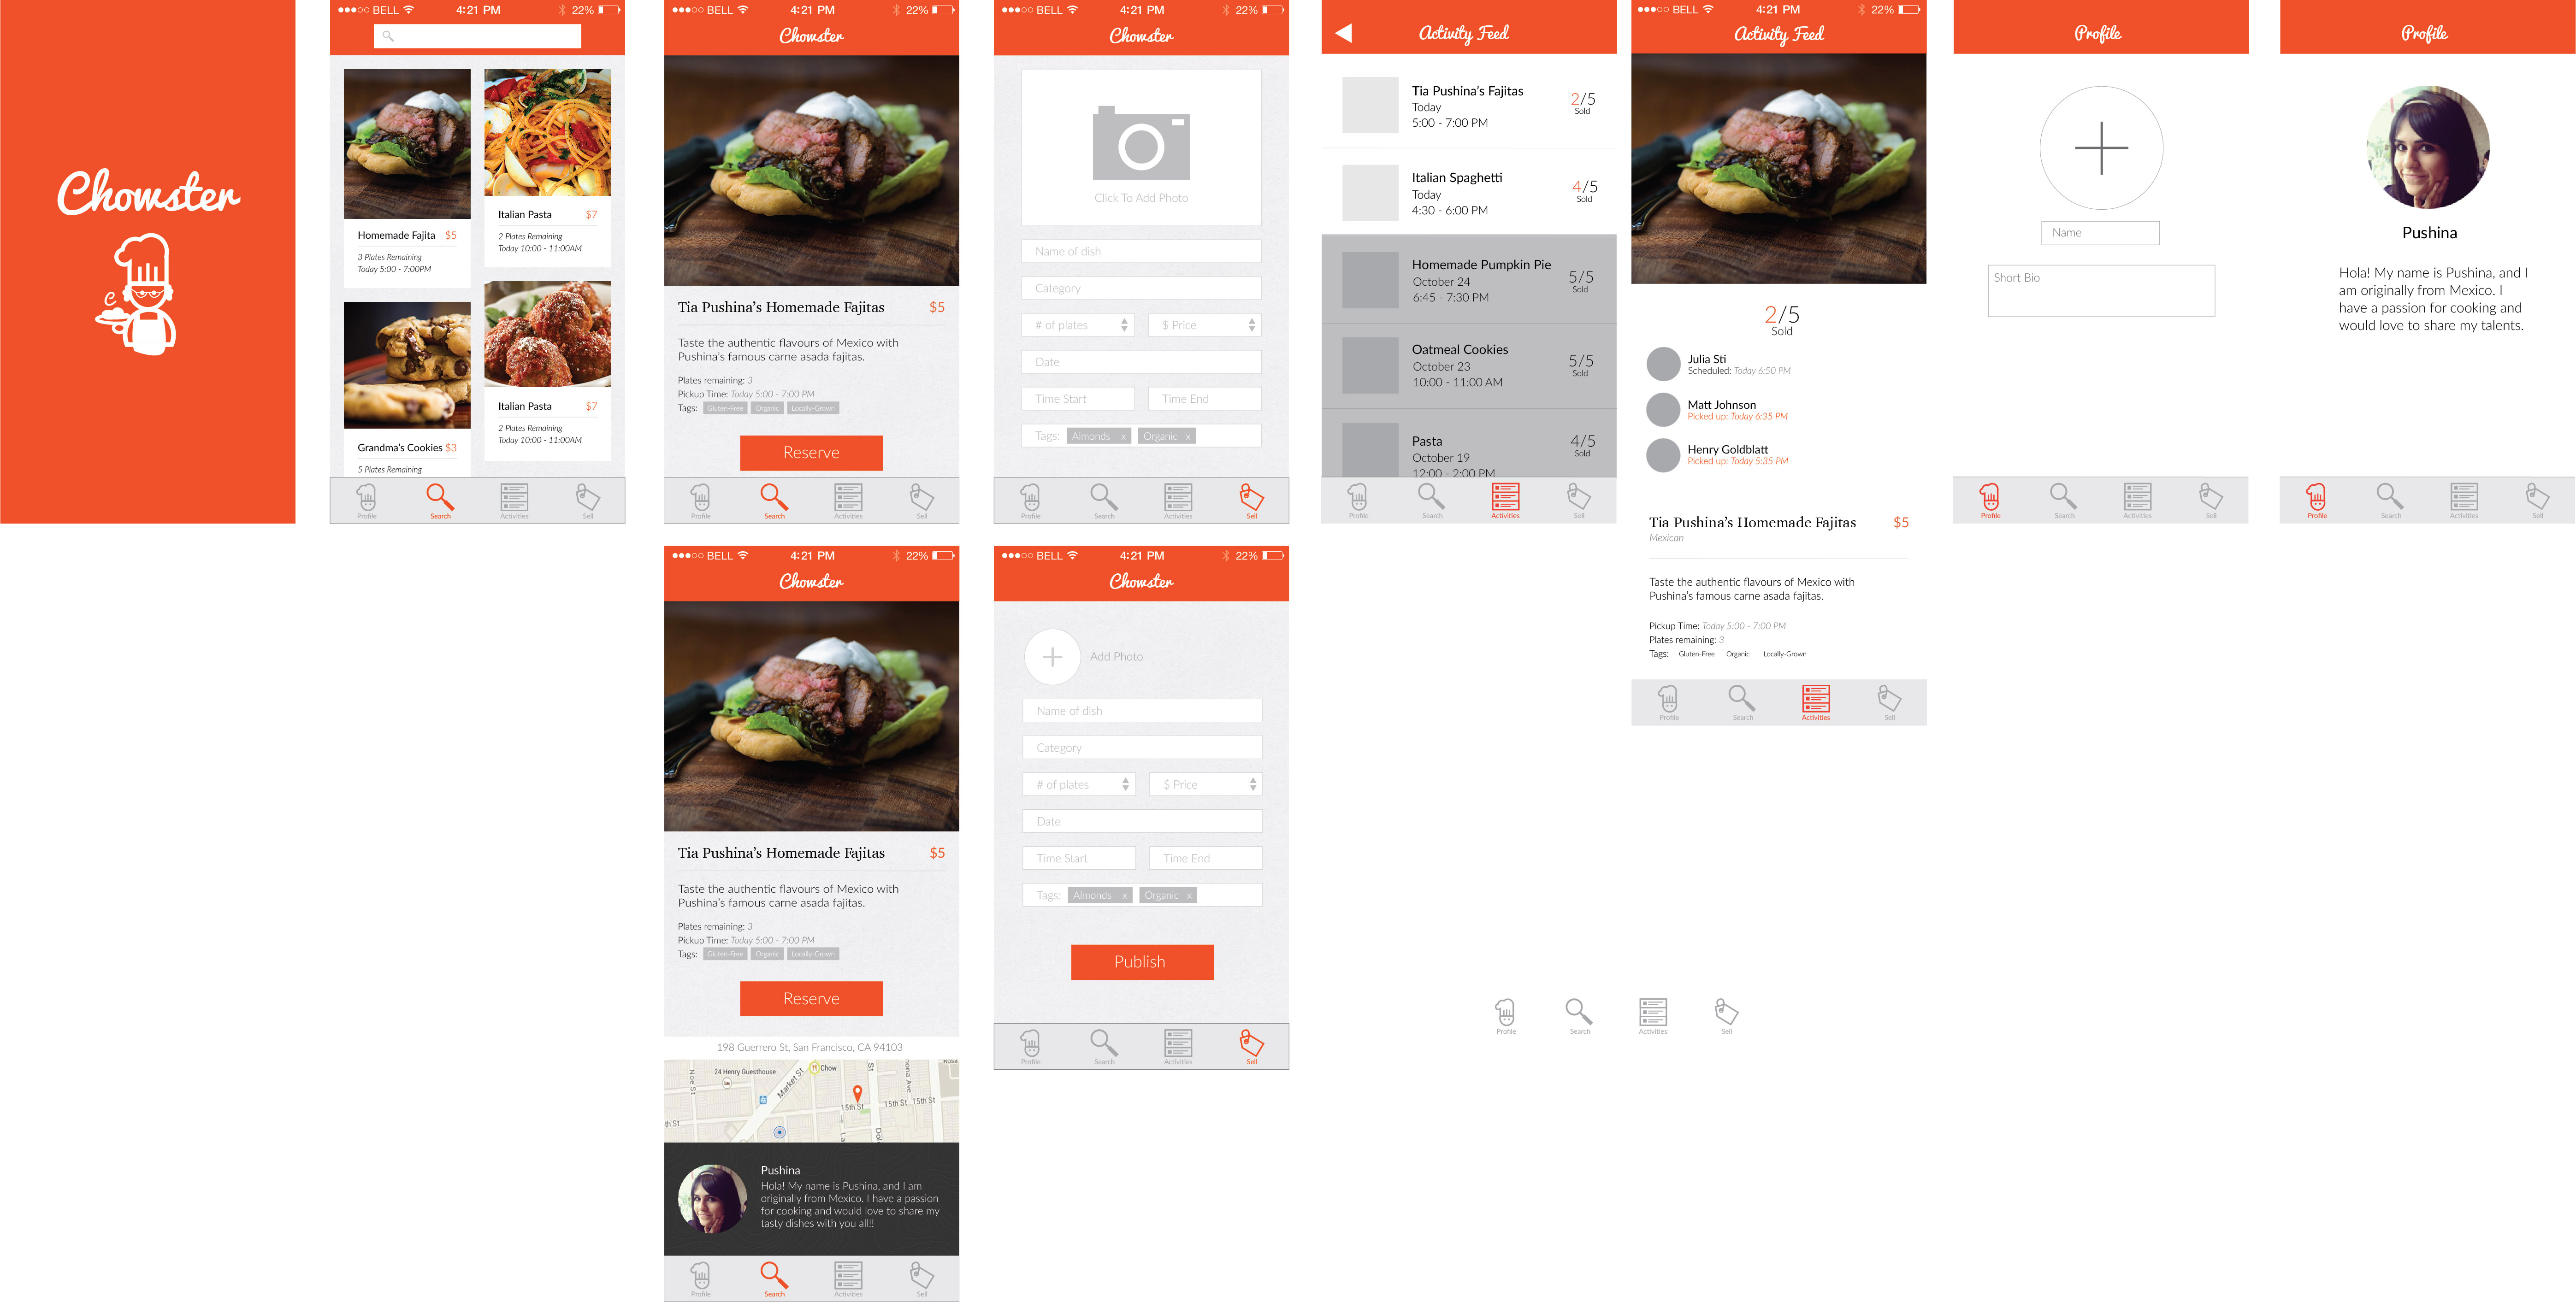 Chowster
BELL 4:21 PM 22%
Homemade Fajita $5
3 Plates Remaining
Today 5:00 - 7:00PM
Italian Pasta $7
2 Plates Remaining
Today 10:00 - 11:00AM
Grandma's Cookies $3
5 Plates Remaining
Italian Pasta $7
2 Plates Remaining
Today 10:00 - 11:00AM
Profile Search Activities Sell
BELL 4:21 PM 22%
Chowster
Tia Pushina's Homemade Fajitas $5
Taste the authentic flavours of Mexico with
Pushina's famous carne asada fajitas.
Plates remaining: 3
Pickup Time: Today 5:00 - 7:00 PM
Tags: Gluten-Free Organic Locally-Grown
Reserve
Profile Search Activities Sell
BELL 4:21 PM 22%
Chowster
Click To Add Photo
Name of dish
Category
# of plates $ Price
Date
Time Start Time End
Tags: Almonds x Organic x
Profile Search Activities Sell
Activity Feed
Tia Pushina's Fajitas
Today
5:00 - 7:00 PM
2/5
Sold
Italian Spaghetti
Today
4:30 - 6:00 PM
4/5
Sold
Homemade Pumpkin Pie
October 24
6:45 - 7:30 PM
5/5
Sold
Oatmeal Cookies
October 23
10:00 - 11:00 AM
5/5
Sold
Pasta
October 19
12:00 - 2:00 PM
4/5
Sold
Profile Search Activities Sell
BELL 4:21 PM 22%
Activity Feed
2/5
Sold
Julia Sti
Scheduled: Today 6:50 PM
Matt Johnson
Picked up: Today 6:35 PM
Henry Goldblatt
Picked up: Today 5:35 PM
Tia Pushina's Homemade Fajitas $5
Mexican
Taste the authentic flavours of Mexico with
Pushina's famous carne asada fajitas.
Pickup Time: Today 5:00 - 7:00 PM
Plates remaining: 3
Tags: Gluten-Free Organic Locally-Grown
Profile Search Activities Sell
Profile
Name
Short Bio
Profile Search Activities Sell
Profile
Pushina
Hola! My name is Pushina, and I
am originally from Mexico. I
have a passion for cooking and
would love to share my talents.
Profile Search Activities Sell
BELL 4:21 PM 22%
Chowster
Tia Pushina's Homemade Fajitas $5
Taste the authentic flavours of Mexico with
Pushina's famous carne asada fajitas.
Plates remaining: 3
Pickup Time: Today 5:00 - 7:00 PM
Tags: Gluten-Free Organic Locally-Grown
Reserve
198 Guerrero St, San Francisco, CA 94103
24 Henry Guesthouse
Chow
Noe St
Market St
15th St
15th St 15th St
Pushina
Hola! My name is Pushina, and I am
originally from Mexico. I have a passion
for cooking and would love to share my
tasty dishes with you all!!
Profile Search Activities Sell
BELL 4:21 PM 22%
Chowster
Add Photo
Name of dish
Category
# of plates $ Price
Date
Time Start Time End
Tags: Almonds x Organic x
Publish
Profile Search Activities Sell
Profile Search Activities Sell